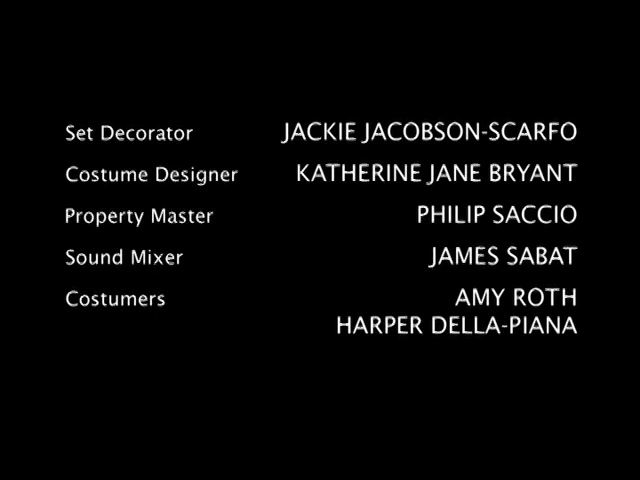 Set Decorator JACKIE JACOBSON-SCARFO
Costume Designer KATHERINE JANE BRYANT
Property Master PHILIP SACCIO
Sound Mixer JAMES SABAT
Costumers AMY ROTH
HARPER DELLA-PIANA